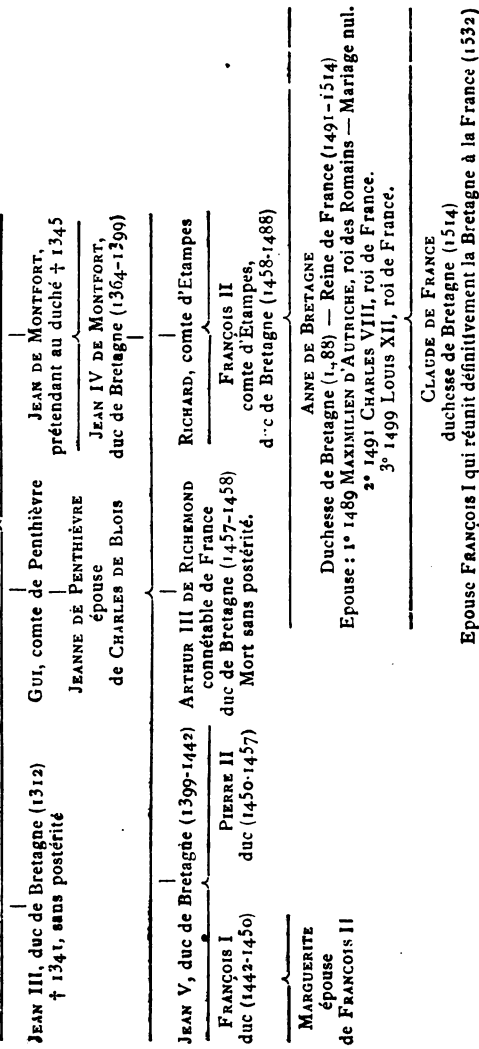 JEAN III, duc de Bretagne (1312)
† 1341, sans postérité
GUI, comte de Penthièvre
JEANNE DE PENTHIÈVRE
épouse
de CHARLES DE BLOIS
JEAN DE MONTFORT,
prétendant au duché † 1345
JEAN IV DE MONTFORT,
duc de Bretagne (1364-1399)
JEAN V, duc de Bretagne (1399-1442)
FRANÇOIS I
duc (1442-1450)
PIERRE II
duc (1450-1457)
ARTHUR III DE RICHEMOND
connétable de France
duc de Bretagne (1457-1458)
Mort sans postérité.
RICHARD, comte d'Etampes
FRANÇOIS II
comte d'Etampes,
d··c de Bretagne (1458-1488)
MARGUERITE
épouse
de FRANCOIS II
ANNE DE BRETAGNE
Duchesse de Bretagne (1,,88) — Reine de France (1491-1514)
Epouse : 1° 1489 MAXIMILIEN D'AUTRICHE, roi des Romains — Mariage nul.
2° 1491 CHARLES VIII, roi de France.
3° 1499 LOUIS XII, roi de France.
CLAUDE DE FRANCE
duchesse de Bretagne (1514)
Epouse FRANÇOIS I qui réunit définitivement la Bretagne à la France (1532)